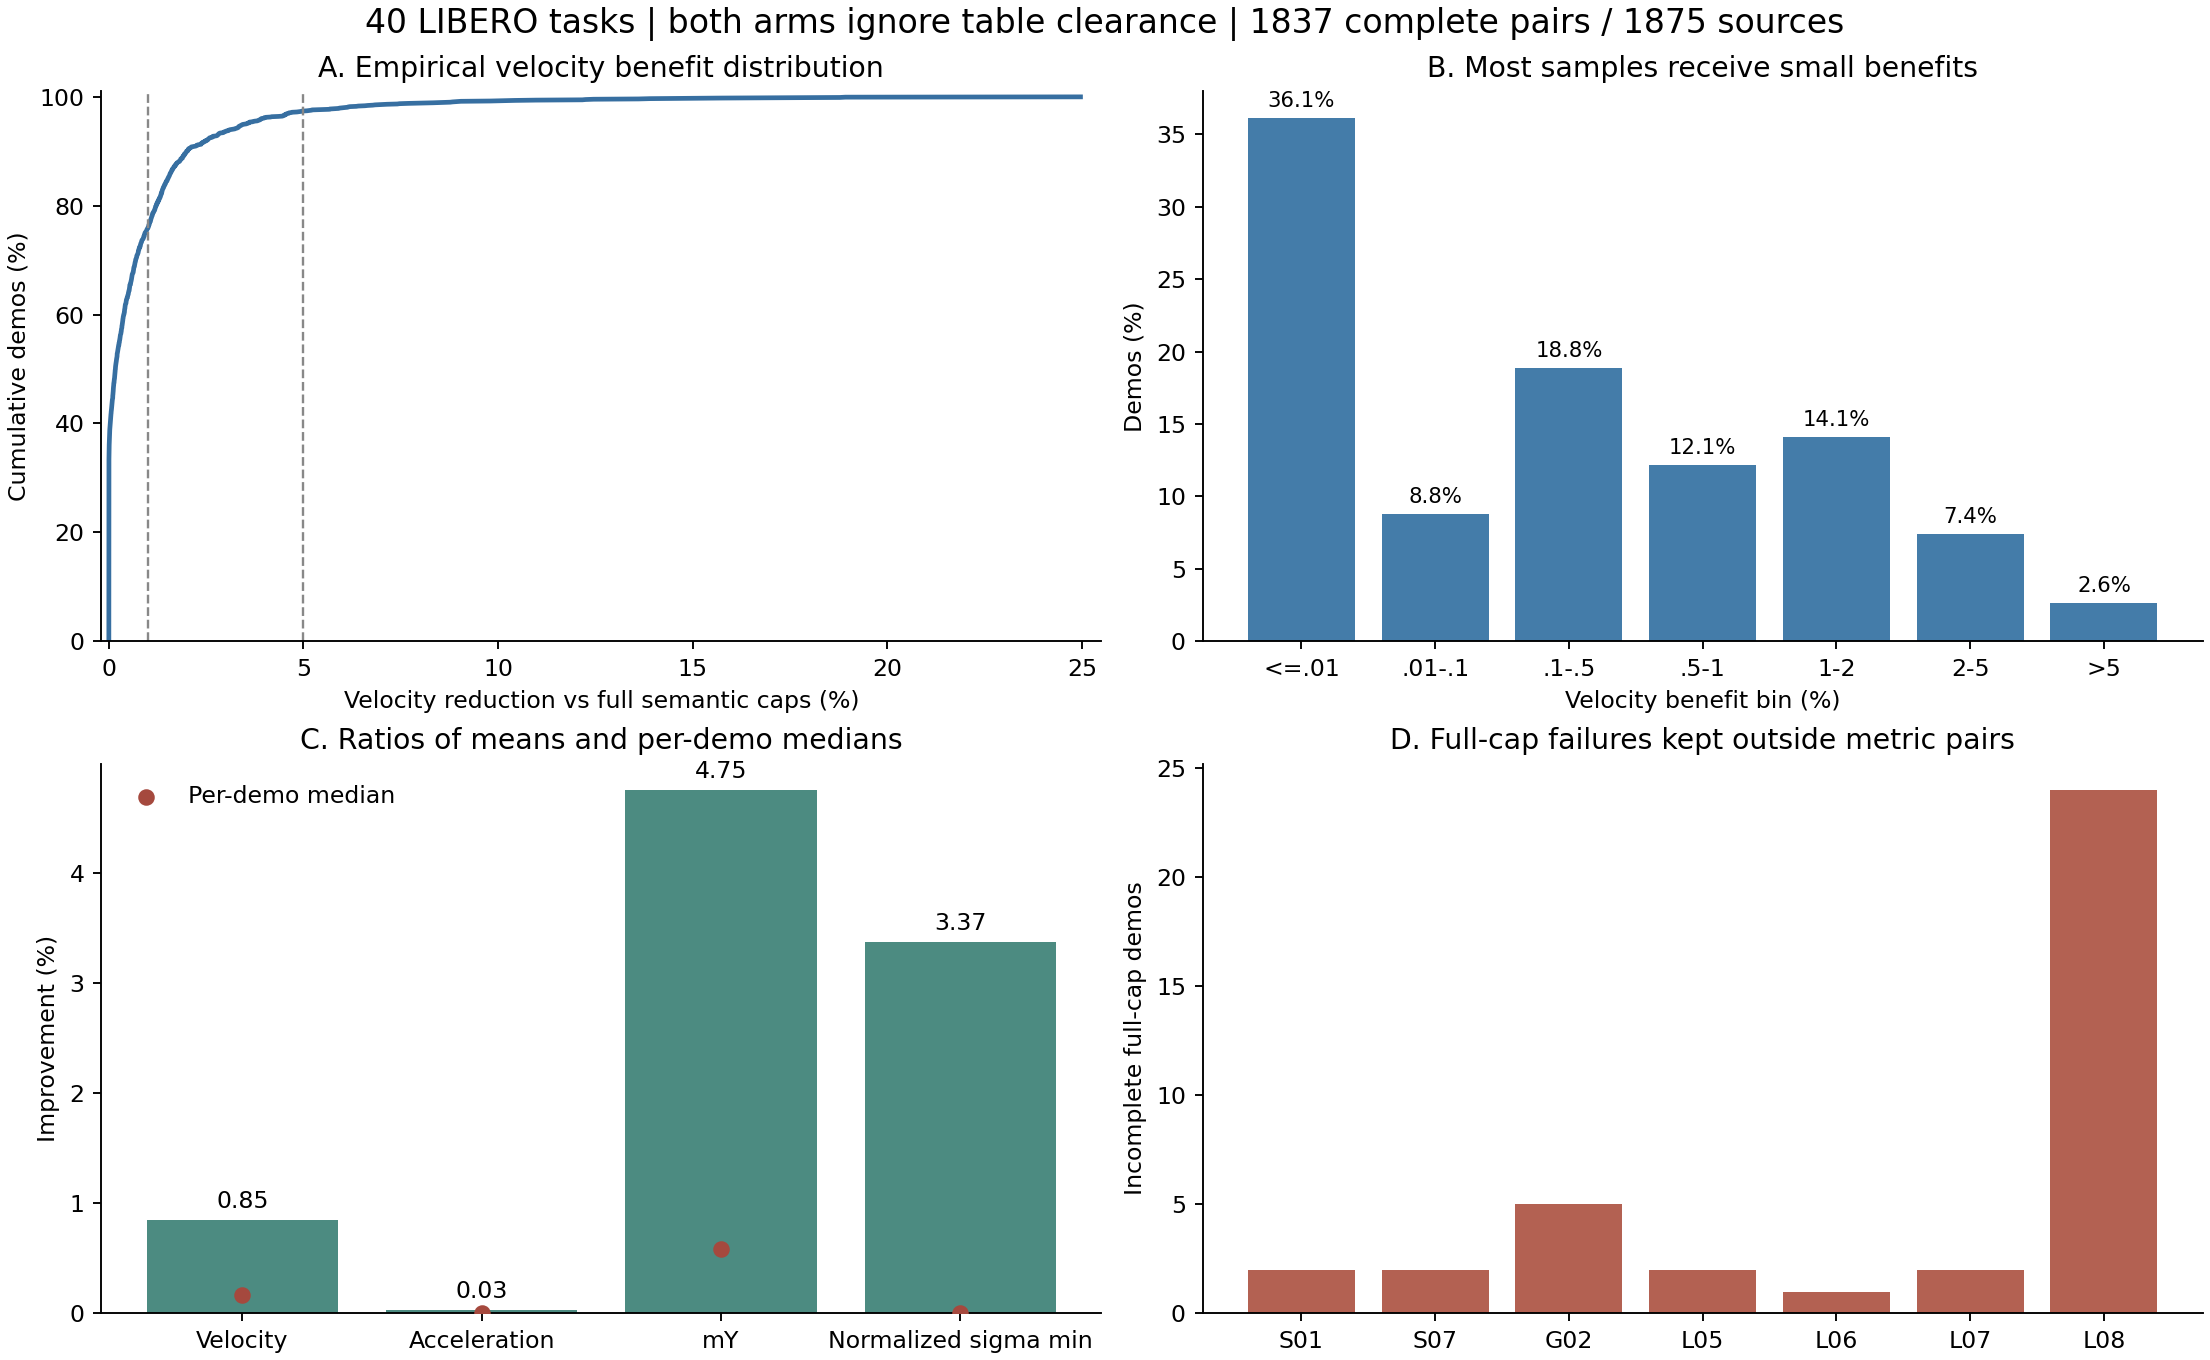 40 LIBERO tasks | both arms ignore table clearance | 1837 complete pairs / 1875 sources
A. Empirical velocity benefit distribution
100
80
60
40
20
0
Cumulative demos (%)
0 5 10 15 20 25
Velocity reduction vs full semantic caps (%)
B. Most samples receive small benefits
35
30
25
20
15
10
5
0
Demos (%)
36.1%
8.8%
18.8%
12.1%
14.1%
7.4%
2.6%
<=.01 .01-.1 .1-.5 .5-1 1-2 2-5 >5
Velocity benefit bin (%)
C. Ratios of means and per-demo medians
Per-demo median
4
3
2
1
0
Improvement (%)
0.85
0.03
4.75
3.37
Velocity Acceleration mY Normalized sigma min
D. Full-cap failures kept outside metric pairs
25
20
15
10
5
0
Incomplete full-cap demos
S01 S07 G02 L05 L06 L07 L08